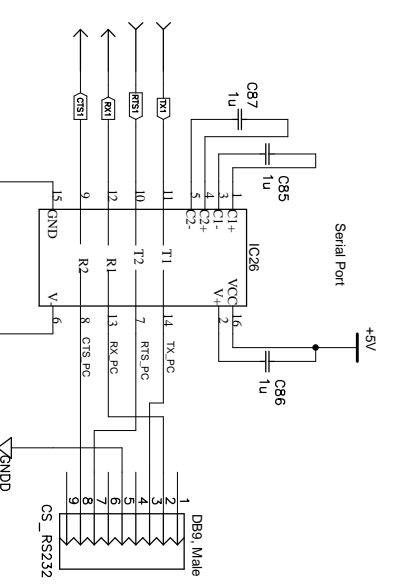 Serial Port
+5V
C87
1u
C85
1u
C86
1u
IC26
TX1
RTS1
RX1
CTS1
1
3
4
5
11
10
12
9
15
C1+
C1-
C2+
C2-
T1
T2
R1
R2
GND
VCC
V+
V-
16
2
14
7
13
8
6
TX_PC
RTS_PC
RX_PC
CTS_PC
GNDD
DB9, Male
1
2
3
4
5
6
7
8
9
CS_RS232